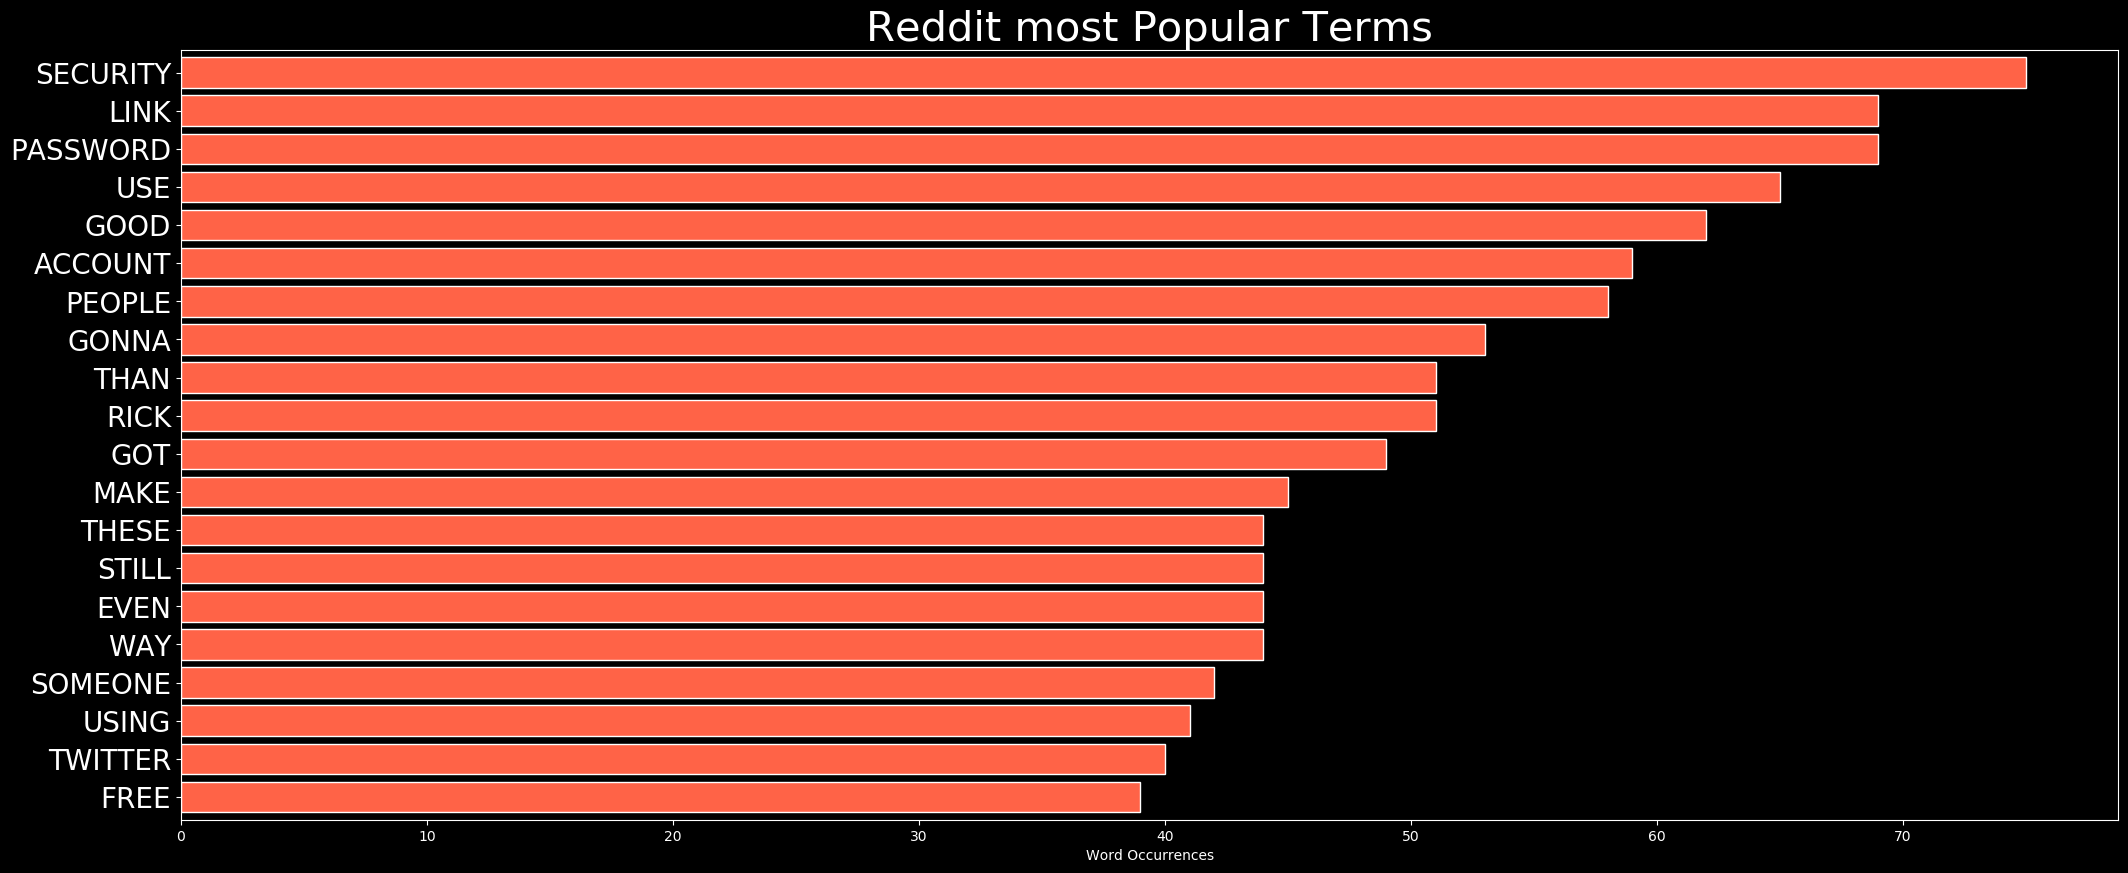 Reddit most Popular Terms
SECURITY
LINK
PASSWORD
USE
GOOD
ACCOUNT
PEOPLE
GONNA
THAN
RICK
GOT
MAKE
THESE
STILL
EVEN
WAY
SOMEONE
USING
TWITTER
FREE
0 10 20 30 40 50 60 70
Word Occurrences